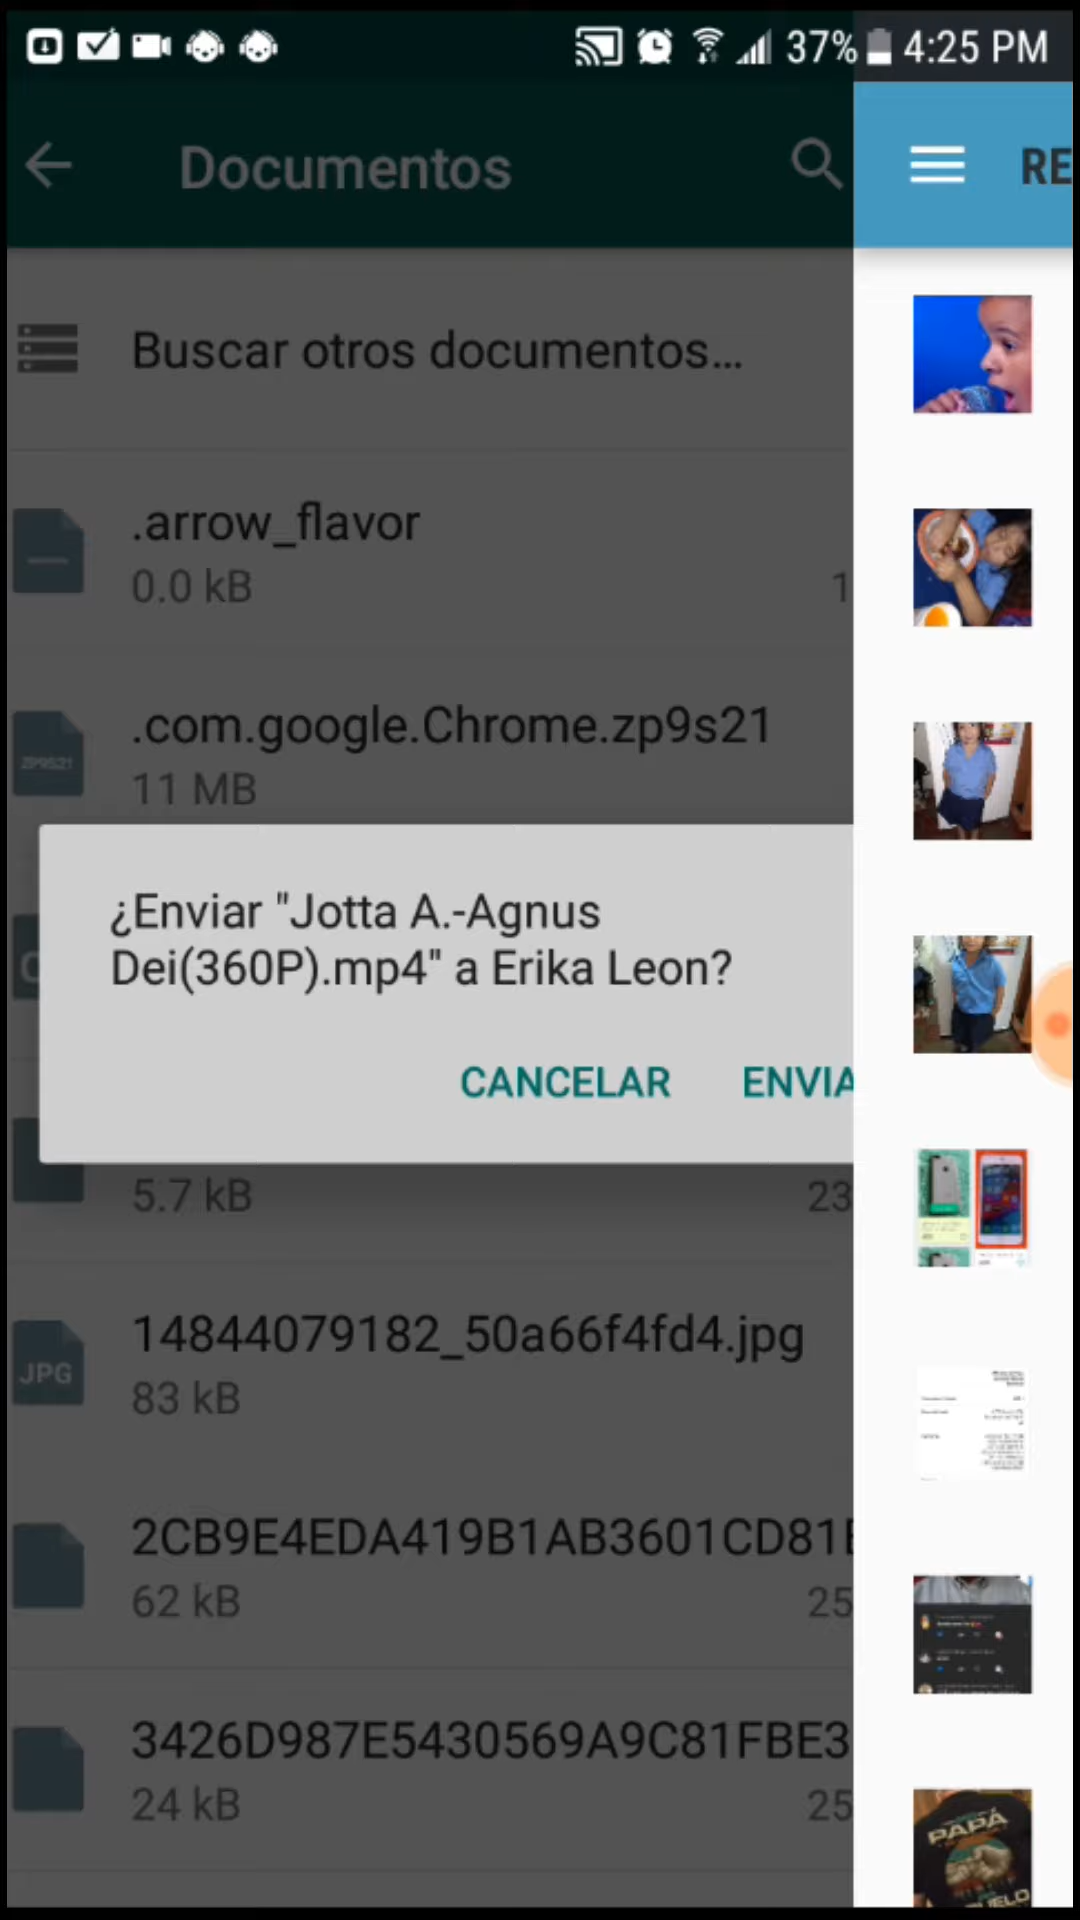 37% 4:25 PM
Documentos
RE
Buscar otros documentos...
.arrow_flavor
0.0 kB
1
.com.google.Chrome.zp9s21
ZP9S21
11 MB
¿Enviar "Jotta A.-Agnus
Dei(360P).mp4" a Erika Leon?
CANCELAR ENVIA
5.7 kB
23
14844079182_50a66f4fd4.jpg
JPG
83 kB
2CB9E4EDA419B1AB3601CD81
62 kB
25
3426D987E5430569A9C81FBE3
24 kB
25
PAPÁ